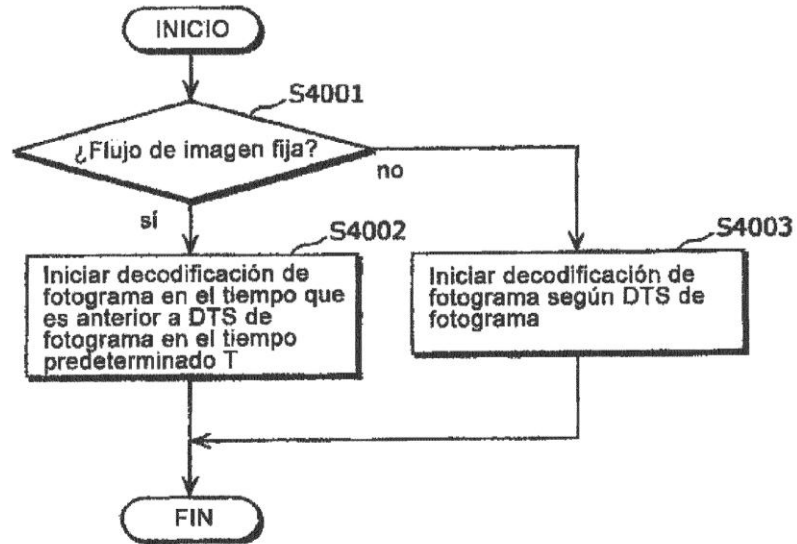 INICIO
S4001
¿Flujo de imagen fija?
no
sí
S4002
Iniciar decodificación de
fotograma en el tiempo que
es anterior a DTS de
fotograma en el tiempo
predeterminado T
S4003
Iniciar decodificación de
fotograma según DTS de
fotograma
FIN